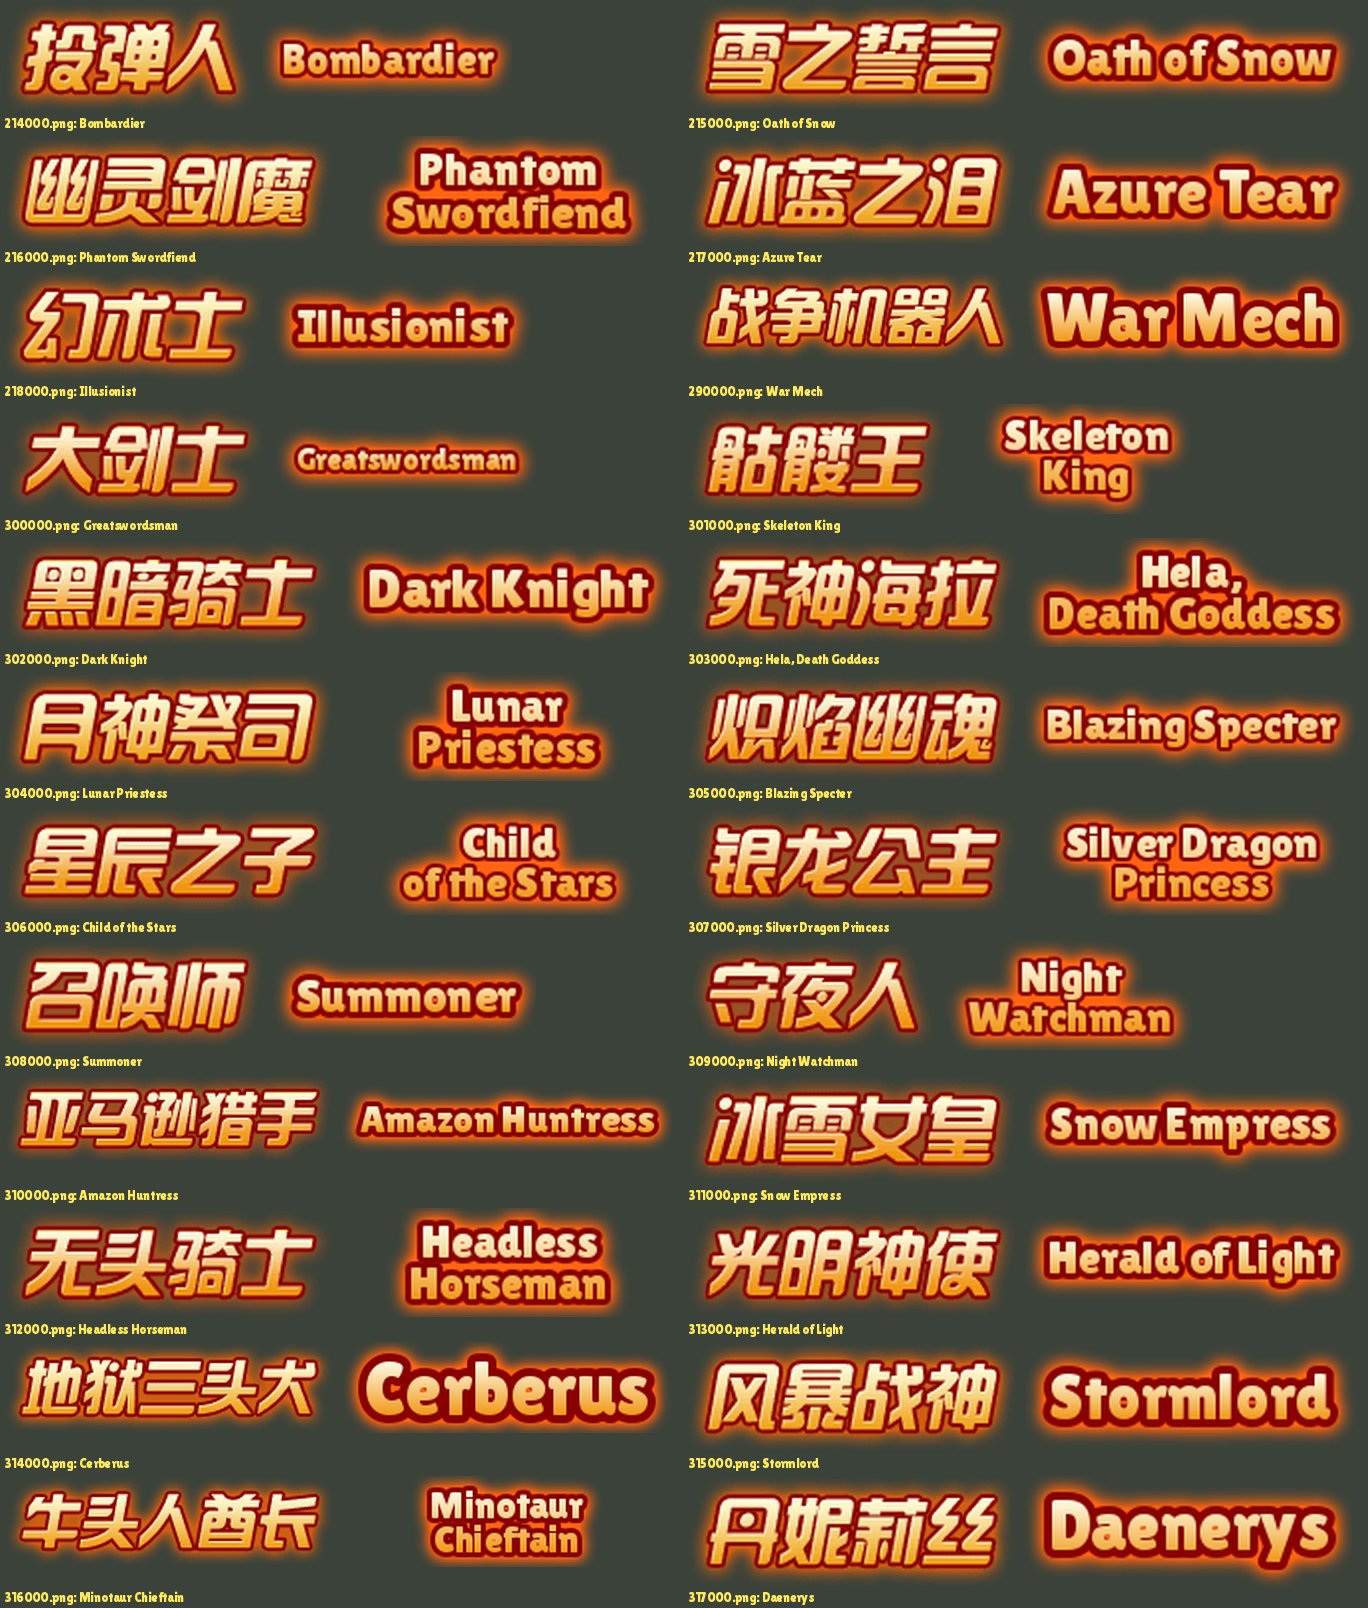 投弹人 Bombardier
214000.png: Bombardier
雪之誓言 Oath of Snow
215000.png: Oath of Snow
幽灵剑魔 Phantom
Swordfiend
216000.png: Phantom Swordfiend
冰蓝之泪 Azure Tear
217000.png: Azure Tear
幻术士 Illusionist
218000.png: Illusionist
战争机器人 War Mech
290000.png: War Mech
大剑士 Greatswordsman
300000.png: Greatswordsman
骷髅王 Skeleton
King
301000.png: Skeleton King
黑暗骑士 Dark Knight
302000.png: Dark Knight
死神海拉 Hela,
Death Goddess
303000.png: Hela, Death Goddess
月神祭司 Lunar
Priestess
304000.png: Lunar Priestess
炽焰幽魂 Blazing Specter
305000.png: Blazing Specter
星辰之子 Child
of the Stars
306000.png: Child of the Stars
银龙公主 Silver Dragon
Princess
307000.png: Silver Dragon Princess
召唤师 Summoner
308000.png: Summoner
守夜人 Night
Watchman
309000.png: Night Watchman
亚马逊猎手 Amazon Huntress
310000.png: Amazon Huntress
冰雪女皇 Snow Empress
311000.png: Snow Empress
无头骑士 Headless
Horseman
312000.png: Headless Horseman
光明神使 Herald of Light
313000.png: Herald of Light
地狱三头犬 Cerberus
314000.png: Cerberus
风暴战神 Stormlord
315000.png: Stormlord
牛头人酋长 Minotaur
Chieftain
316000.png: Minotaur Chieftain
丹妮莉丝 Daenerys
317000.png: Daenerys